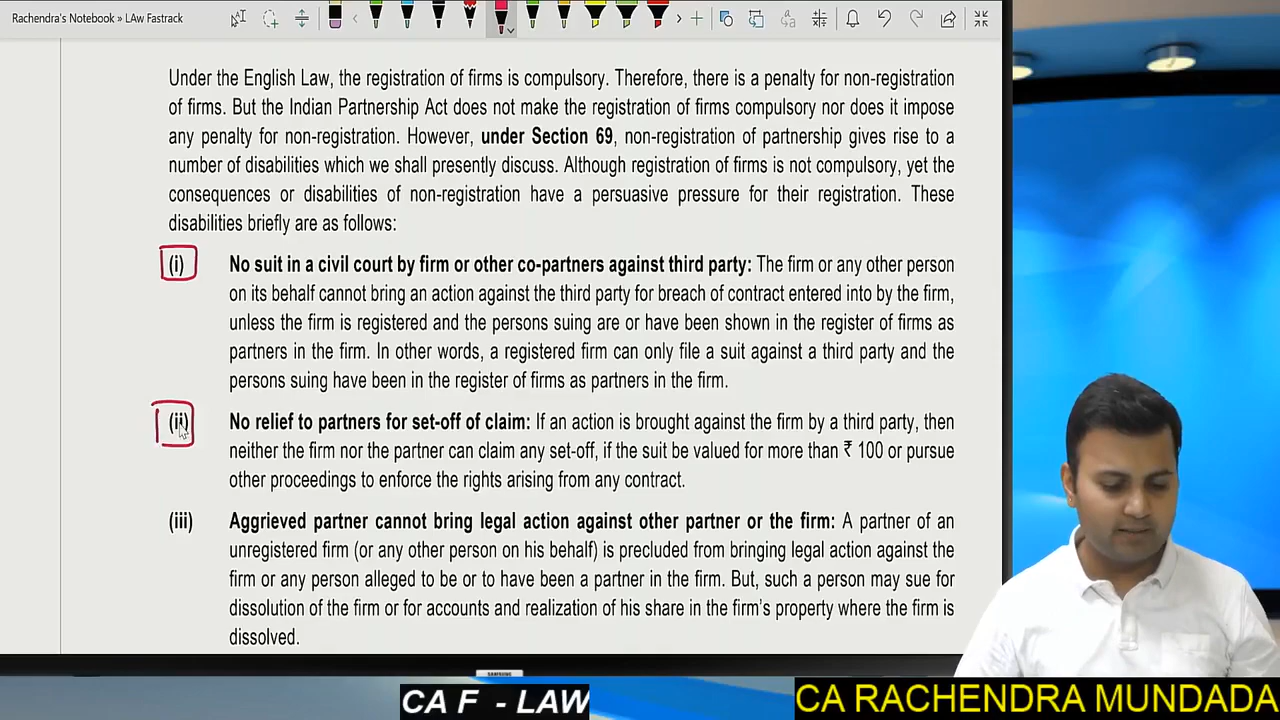 Rachendra's Notebook » LAw Fastrack
Under the English Law, the registration of firms is compulsory. Therefore, there is a penalty for non-registration
of firms. But the Indian Partnership Act does not make the registration of firms compulsory nor does it impose
any penalty for non-registration. However, under Section 69, non-registration of partnership gives rise to a
number of disabilities which we shall presently discuss. Although registration of firms is not compulsory, yet the
consequences or disabilities of non-registration have a persuasive pressure for their registration. These
disabilities briefly are as follows:
(i) No suit in a civil court by firm or other co-partners against third party: The firm or any other person
on its behalf cannot bring an action against the third party for breach of contract entered into by the firm,
unless the firm is registered and the persons suing are or have been shown in the register of firms as
partners in the firm. In other words, a registered firm can only file a suit against a third party and the
persons suing have been in the register of firms as partners in the firm.
(ii) No relief to partners for set-off of claim: If an action is brought against the firm by a third party, then
neither the firm nor the partner can claim any set-off, if the suit be valued for more than ₹ 100 or pursue
other proceedings to enforce the rights arising from any contract.
(iii) Aggrieved partner cannot bring legal action against other partner or the firm: A partner of an
unregistered firm (or any other person on his behalf) is precluded from bringing legal action against the
firm or any person alleged to be or to have been a partner in the firm. But, such a person may sue for
dissolution of the firm or for accounts and realization of his share in the firm's property where the firm is
dissolved.
SAMSUNG
CA F - LAW
CA RACHENDRA MUNDADA